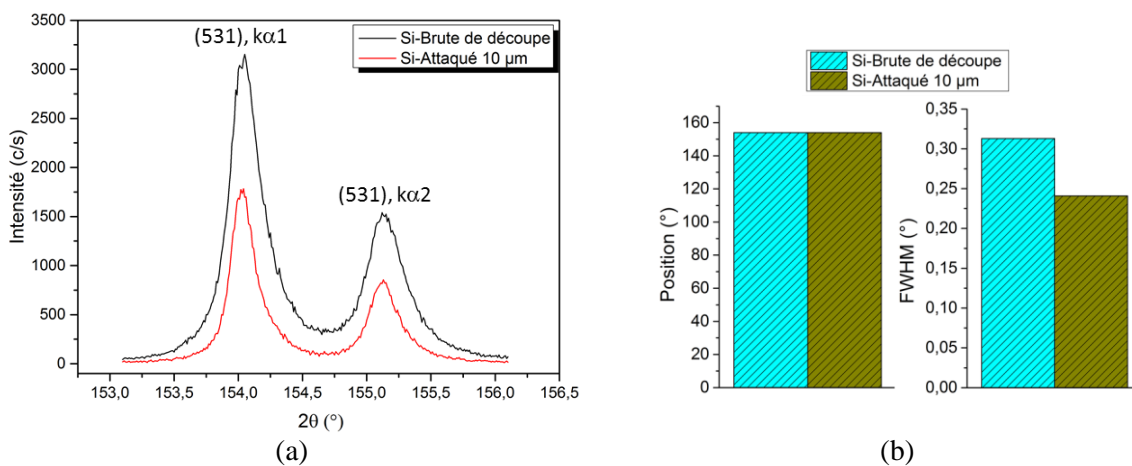 3500
3000
2500
2000
1500
1000
500
0
Intensité (c/s)
(531), kα1
(531), kα2
Si-Brute de découpe
Si-Attaqué 10 µm
153,0 153,5 154,0 154,5 155,0 155,5 156,0 156,5
2θ (°)
(a)
Si-Brute de découpe
Si-Attaqué 10 µm
160
140
120
100
80
60
40
20
0
Position (°)
0,35
0,30
0,25
0,20
0,15
0,10
0,05
0,00
FWHM (°)
(b)